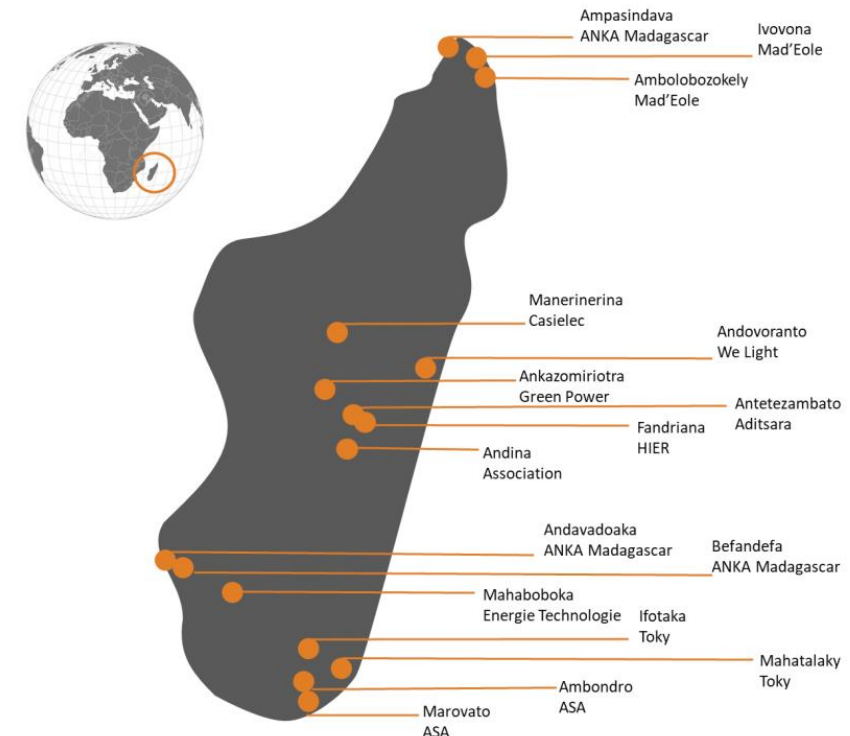 Ampasindava
ANKA Madagascar
Ivovona
Mad'Eole
Ambolobozokely
Mad'Eole
Manerinerina
Casielec
Andovoranto
We Light
Ankazomiriotra
Green Power
Antetezambato
Aditsara
Fandriana
HIER
Andina
Association
Andavadoaka
ANKA Madagascar
Befandefa
ANKA Madagascar
Mahaboboka
Energie Technologie
Ifotaka
Toky
Mahatalaky
Toky
Ambondro
ASA
Marovato
ASA